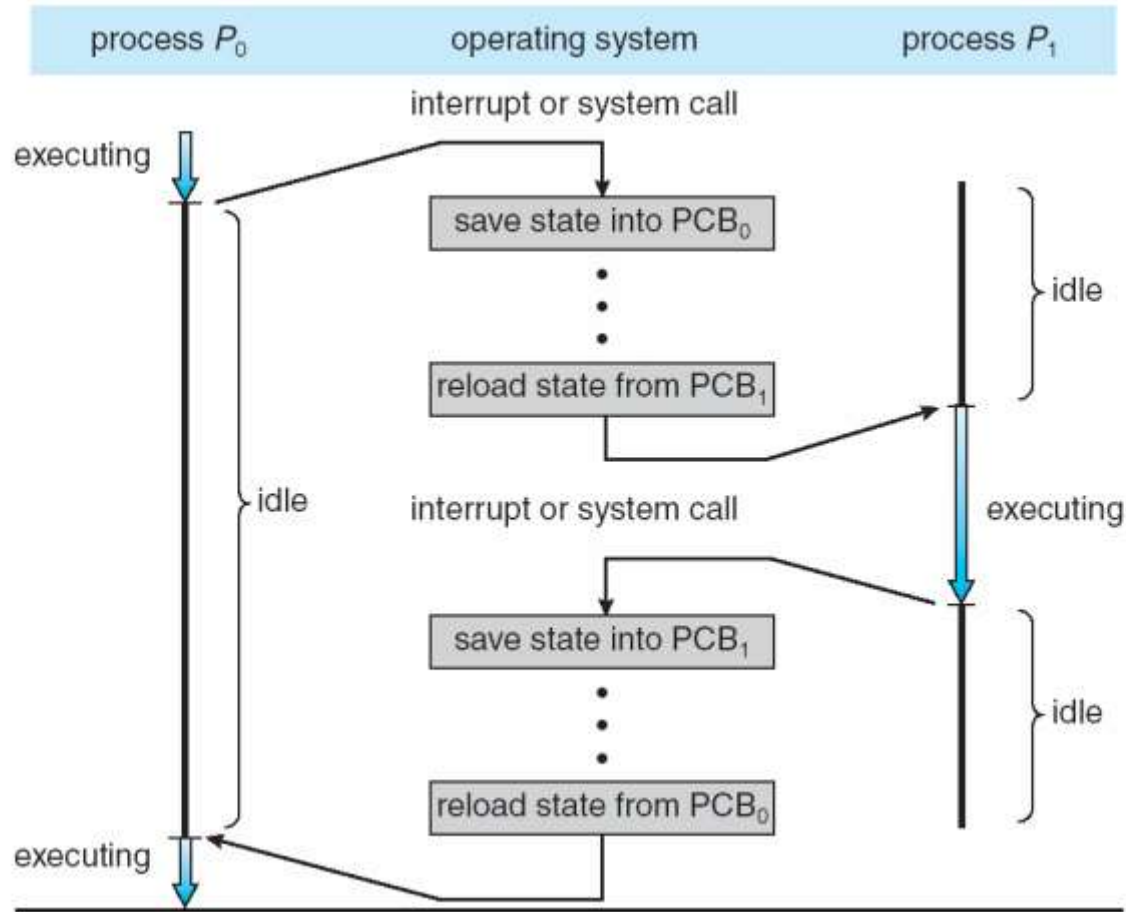 process P₀ operating system process P₁
interrupt or system call
executing
save state into PCB₀
idle
reload state from PCB₁
idle
interrupt or system call
executing
save state into PCB₁
idle
reload state from PCB₀
executing